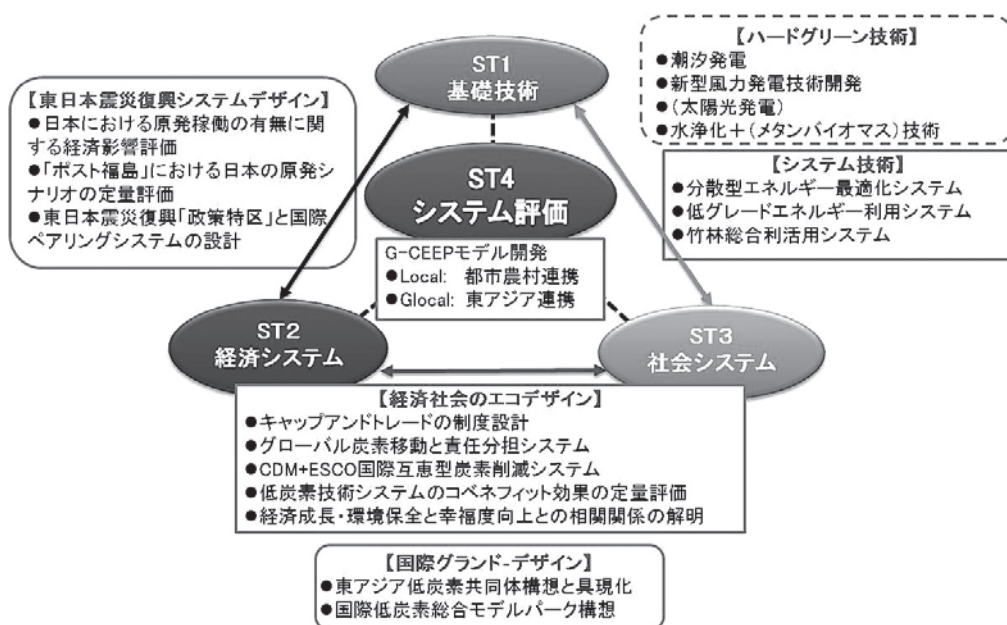 ST1
基礎技術
【ハードグリーン技術】
●潮汐発電
●新型風力発電技術開発
●(太陽光発電)
●水浄化+(メタンバイオマス)技術
【東日本震災復興システムデザイン】
●日本における原発稼働の有無に関
する経済影響評価
●「ポスト福島」における日本の原発シ
ナリオの定量評価
●東日本震災復興「政策特区」と国際
ペアリングシステムの設計
ST4
システム評価
【システム技術】
●分散型エネルギー最適化システム
●低グレードエネルギー利用システム
●竹林総合利活用システム
G-CEEPモデル開発
●Local: 都市農村連携
●Glocal: 東アジア連携
ST2
経済システム
ST3
社会システム
【経済社会のエコデザイン】
●キャップアンドトレードの制度設計
●グローバル炭素移動と責任分担システム
●CDM+ESCO国際互恵型炭素削減システム
●低炭素技術システムのコベネフィット効果の定量評価
●経済成長・環境保全と幸福度向上との相関関係の解明
【国際グランド-デザイン】
●東アジア低炭素共同体構想と具現化
●国際低炭素総合モデルパーク構想